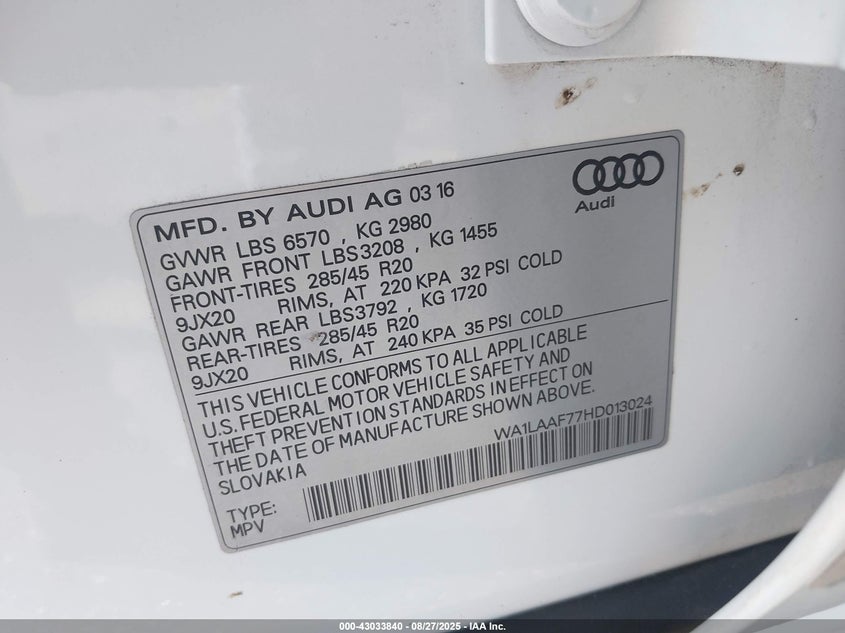 Audi
MFD. BY AUDI AG 03 16
GVWR LBS 6570 , KG 2980
GAWR FRONT LBS3208 , KG 1455
FRONT-TIRES 285/45 R20
9JX20 RIMS, AT 220 KPA 32 PSI COLD
GAWR REAR LBS3792 , KG 1720
REAR-TIRES 285/45 R20
9JX20 RIMS, AT 240 KPA 35 PSI COLD
THIS VEHICLE CONFORMS TO ALL APPLICABLE
U.S. FEDERAL MOTOR VEHICLE SAFETY AND
THEFT PREVENTION STANDARDS IN EFFECT ON
THE DATE OF MANUFACTURE SHOWN ABOVE.
SLOVAKIA
WA1LAAF77HD013024
TYPE:
MPV
000-43033840 - 08/27/2025 - IAA Inc.